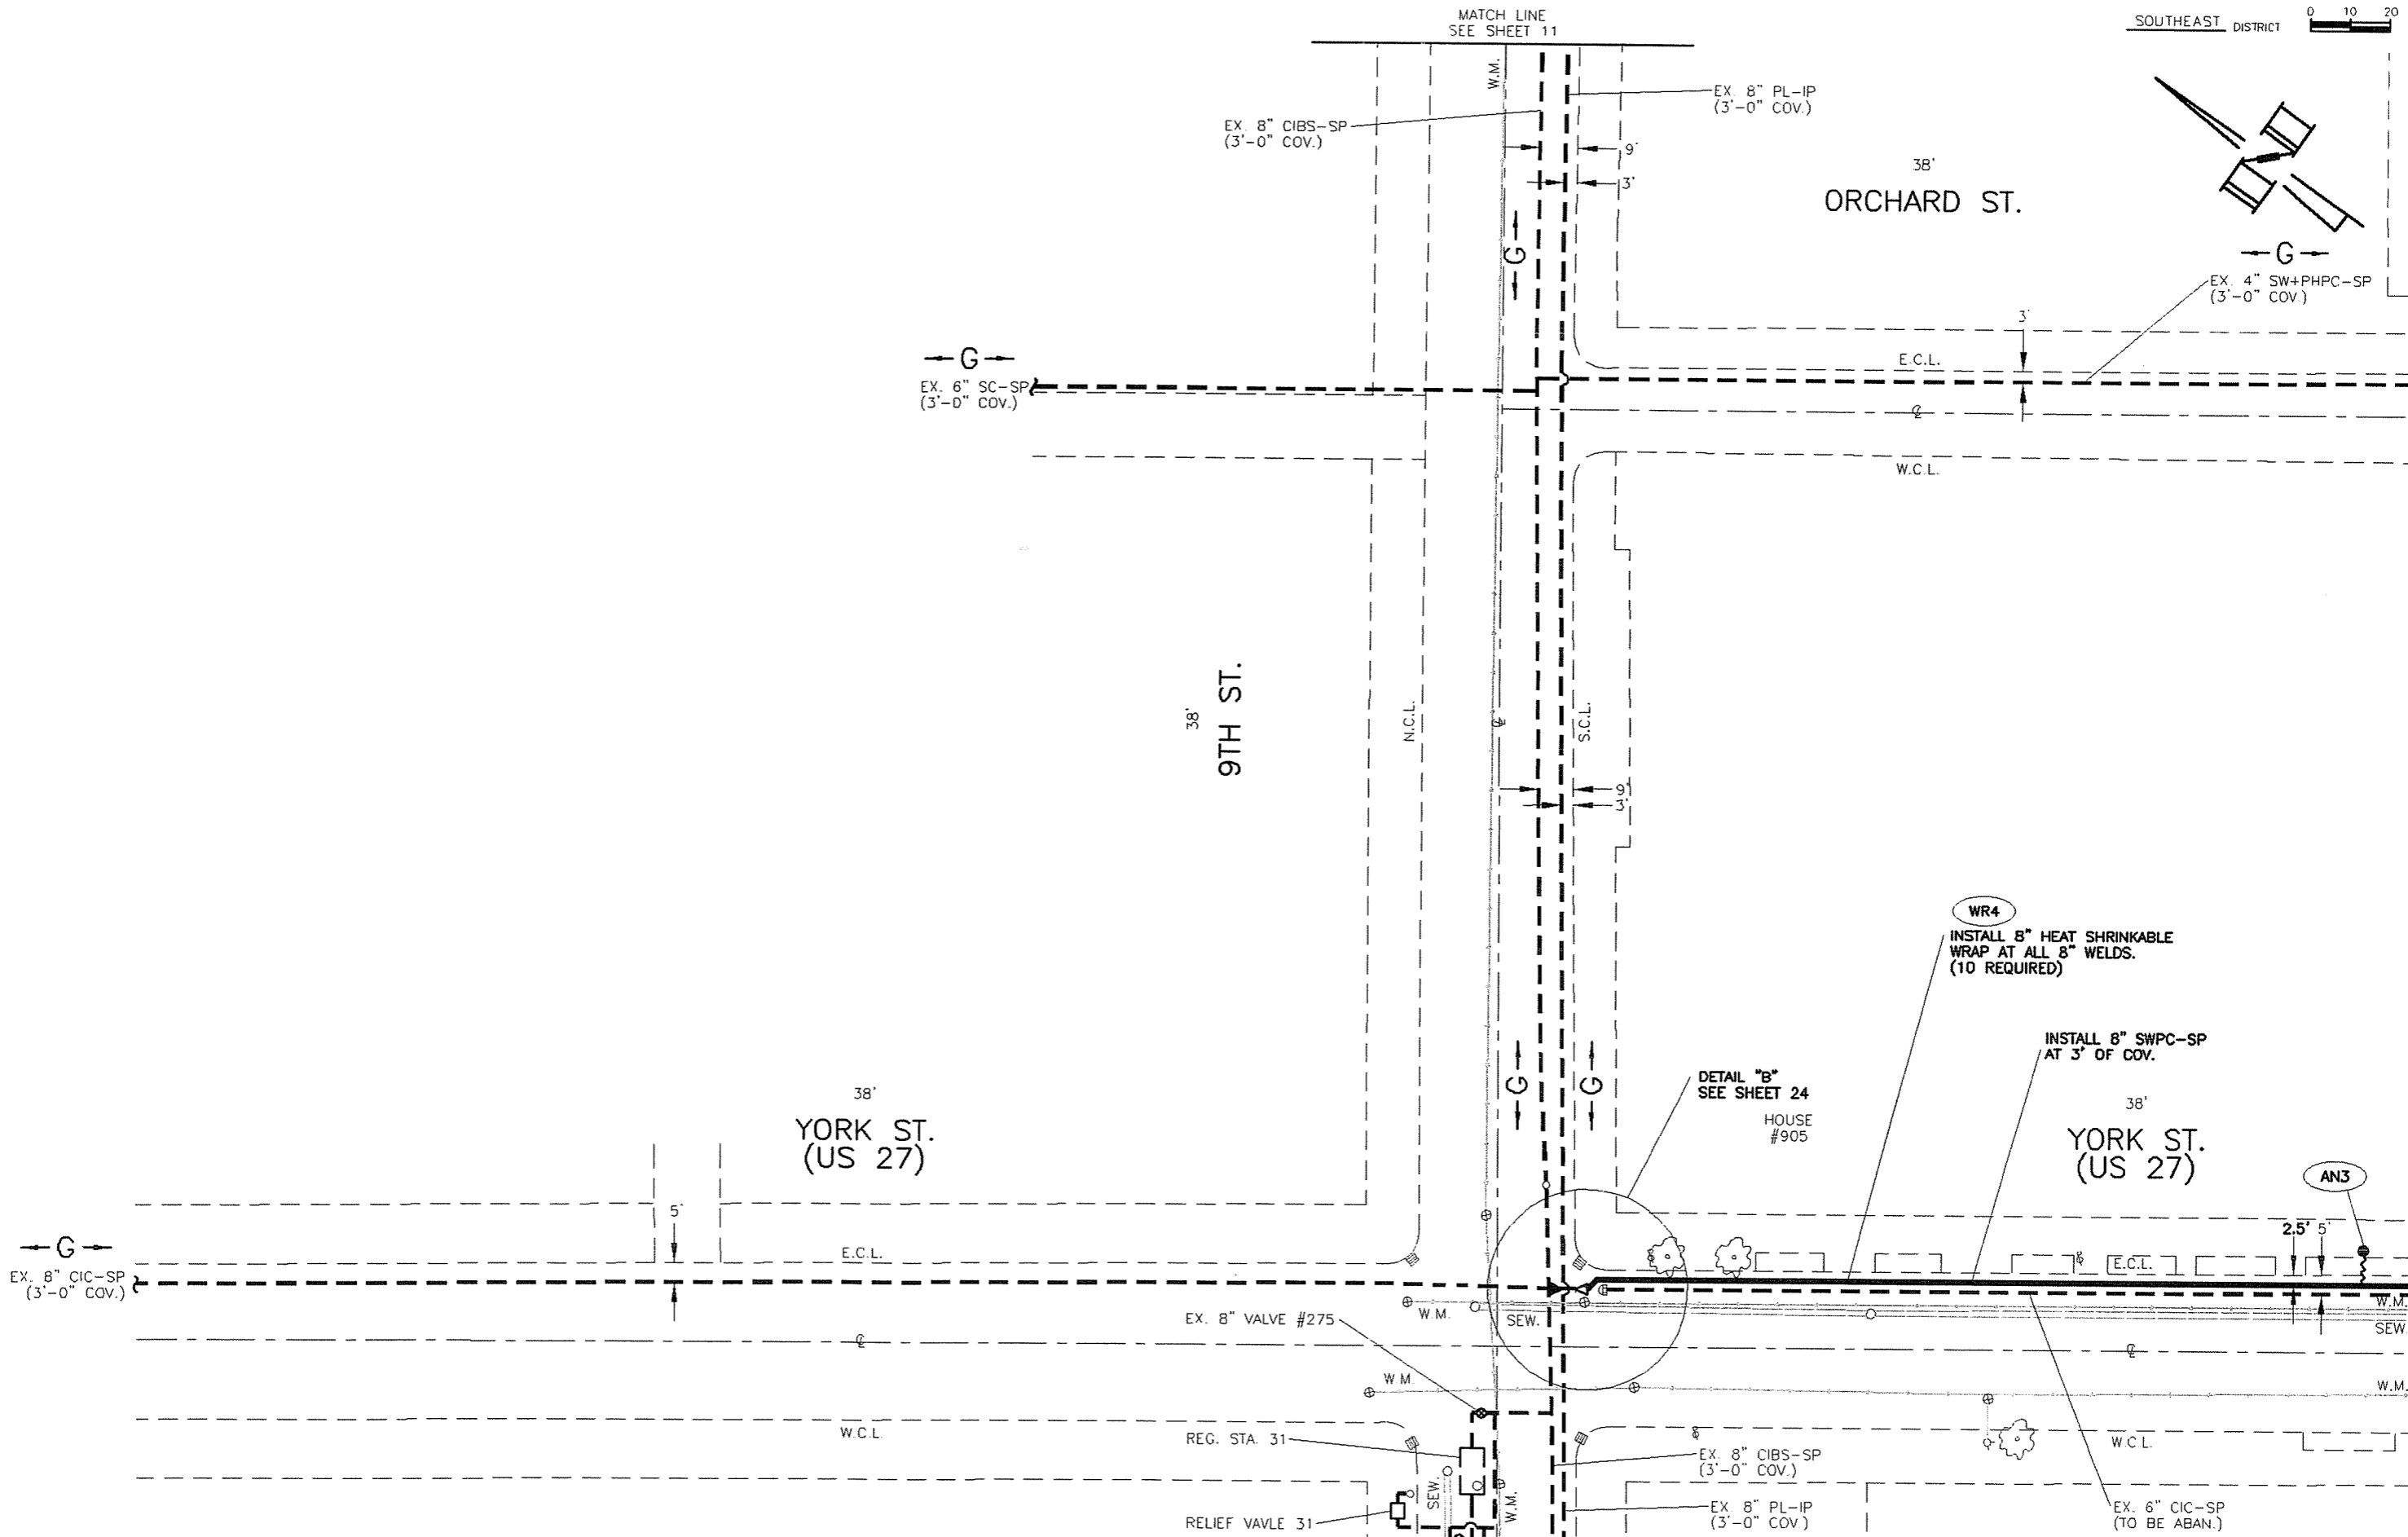 MATCH LINE
SEE SHEET 11
SOUTHEAST DISTRICT
0 10 20
W.M.
EX. 8" PL-IP
(3'-0" COV.)
EX. 8" CIBS-SP
(3'-0" COV.)
9'
3'
38'
ORCHARD ST.
G
G
EX. 4" SW+PHPC-SP
(3'-0" COV.)
3'
G
E.C.L.
EX. 6" SC-SP
(3'-0" COV.)
W.C.L.
38'
9TH ST.
N.C.L.
S.C.L.
9'
3'
WR4
INSTALL 8" HEAT SHRINKABLE
WRAP AT ALL 8" WELDS.
(10 REQUIRED)
INSTALL 8" SWPC-SP
AT 3' OF COV.
G
G
DETAIL "B"
SEE SHEET 24
HOUSE
#905
38'
YORK ST.
(US 27)
38'
YORK ST.
(US 27)
AN3
5'
2.5' 5'
G
E.C.L.
E.C.L.
EX. 8" CIC-SP
(3'-0" COV.)
W.M.
SEW.
W.M.
SEW
EX. 8" VALVE #275
W.M.
W.M.
W.C.L.
W.C.L.
REG. STA. 31
EX. 8" CIBS-SP
(3'-0" COV.)
SEW.
W.M.
RELIEF VAVLE 31
EX. 8" PL-IP
(3'-0" COV.)
EX. 6" CIC-SP
(TO BE ABAN.)